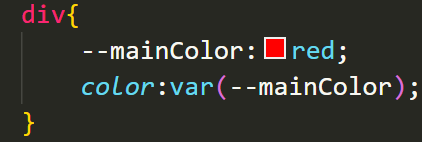 div{
    --mainColor:red;
    color:var(--mainColor);
}